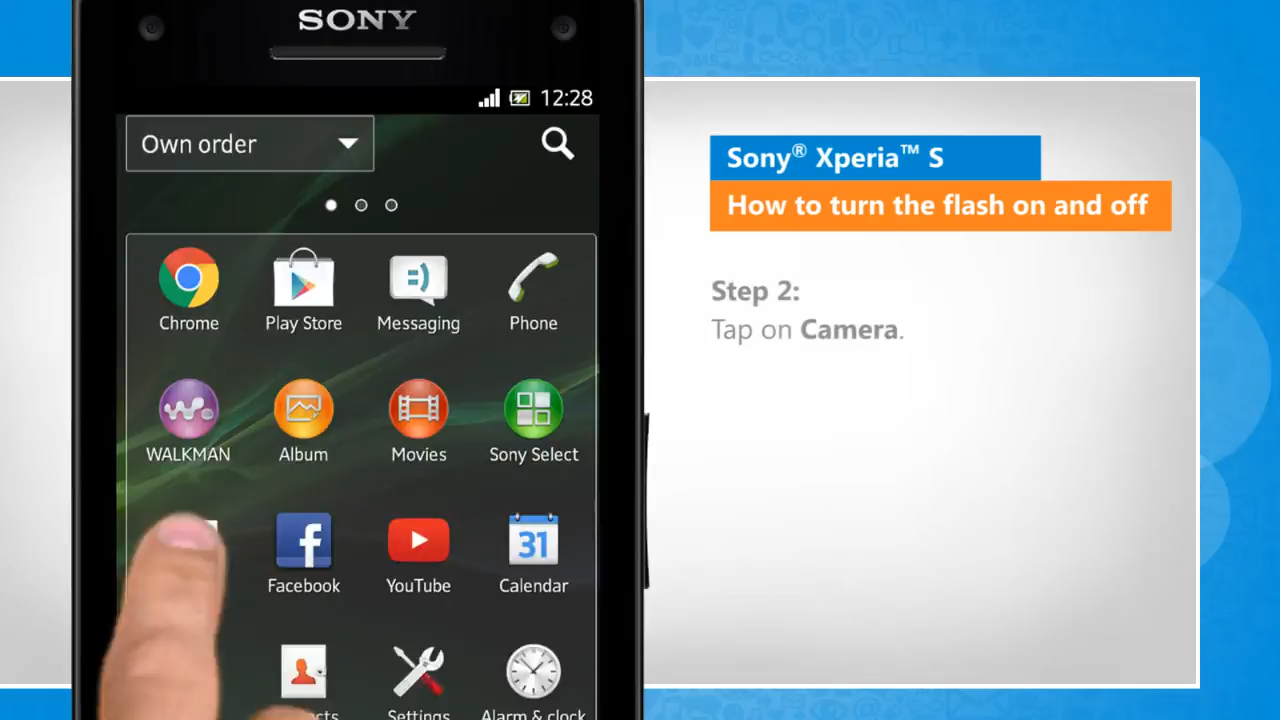 SONY
12:28
Own order
Chrome
Play Store
Messaging
Phone
WALKMAN
Album
Movies
Sony Select
Facebook
YouTube
31
Calendar
Settings
Alarm & clock
Sony® Xperia™ S
How to turn the flash on and off
Step 2:
Tap on Camera.